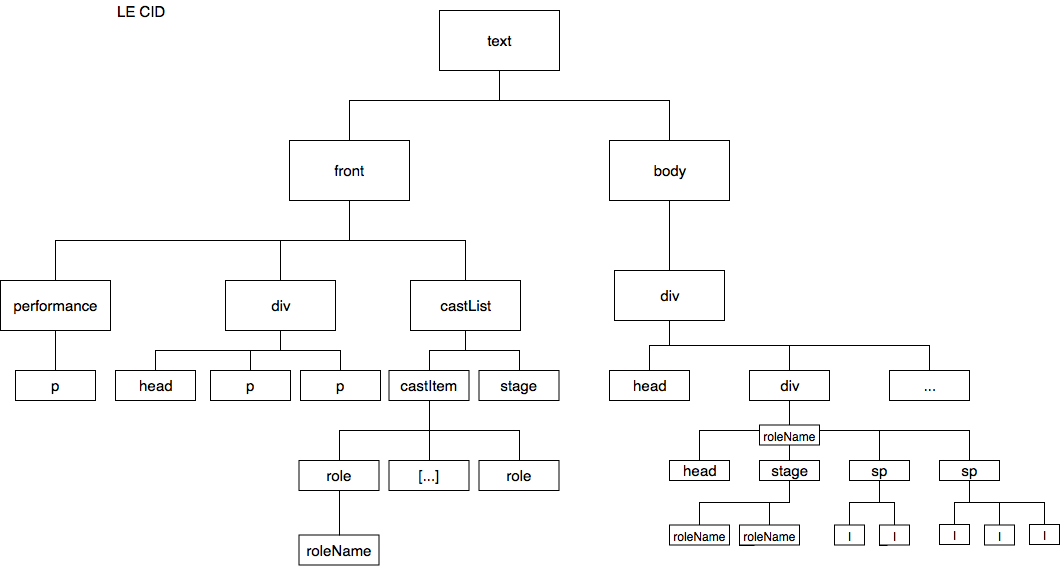 LE CID
text
front body
performance div castList div
p head p p castItem stage head div ...
roleName
role [...] role head stage sp sp
roleName roleName l l l l l
roleName